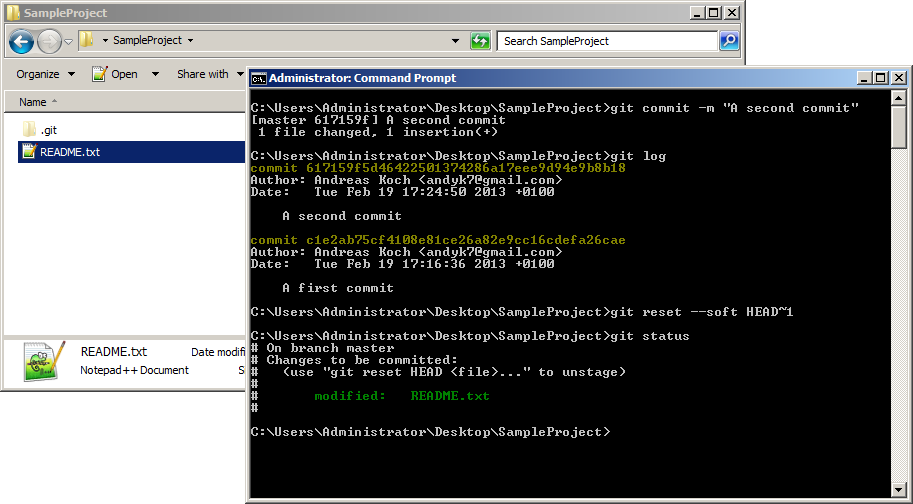 SampleProject
SampleProject
Search SampleProject
Organize
Open
Share with
Name
.git
README.txt
README.txt
Date modifi
Notepad++ Document
Administrator: Command Prompt
C:\Users\Administrator\Desktop\SampleProject>git commit -m "A second commit"
[master 617159f] A second commit
1 file changed, 1 insertion(+)
C:\Users\Administrator\Desktop\SampleProject>git log
commit 617159f5d46422501374286a17eee9d94e9b8b18
Author: Andreas Koch <andyk7@gmail.com>
Date:   Tue Feb 19 17:24:50 2013 +0100
A second commit
commit c1e2ab75cf4108e81ce26a82e9cc16cdefa26cae
Author: Andreas Koch <andyk7@gmail.com>
Date:   Tue Feb 19 17:16:36 2013 +0100
A first commit
C:\Users\Administrator\Desktop\SampleProject>git reset --soft HEAD~1
C:\Users\Administrator\Desktop\SampleProject>git status
# On branch master
# Changes to be committed:
#   (use "git reset HEAD <file>..." to unstage)
#
#       modified:   README.txt
#
C:\Users\Administrator\Desktop\SampleProject>